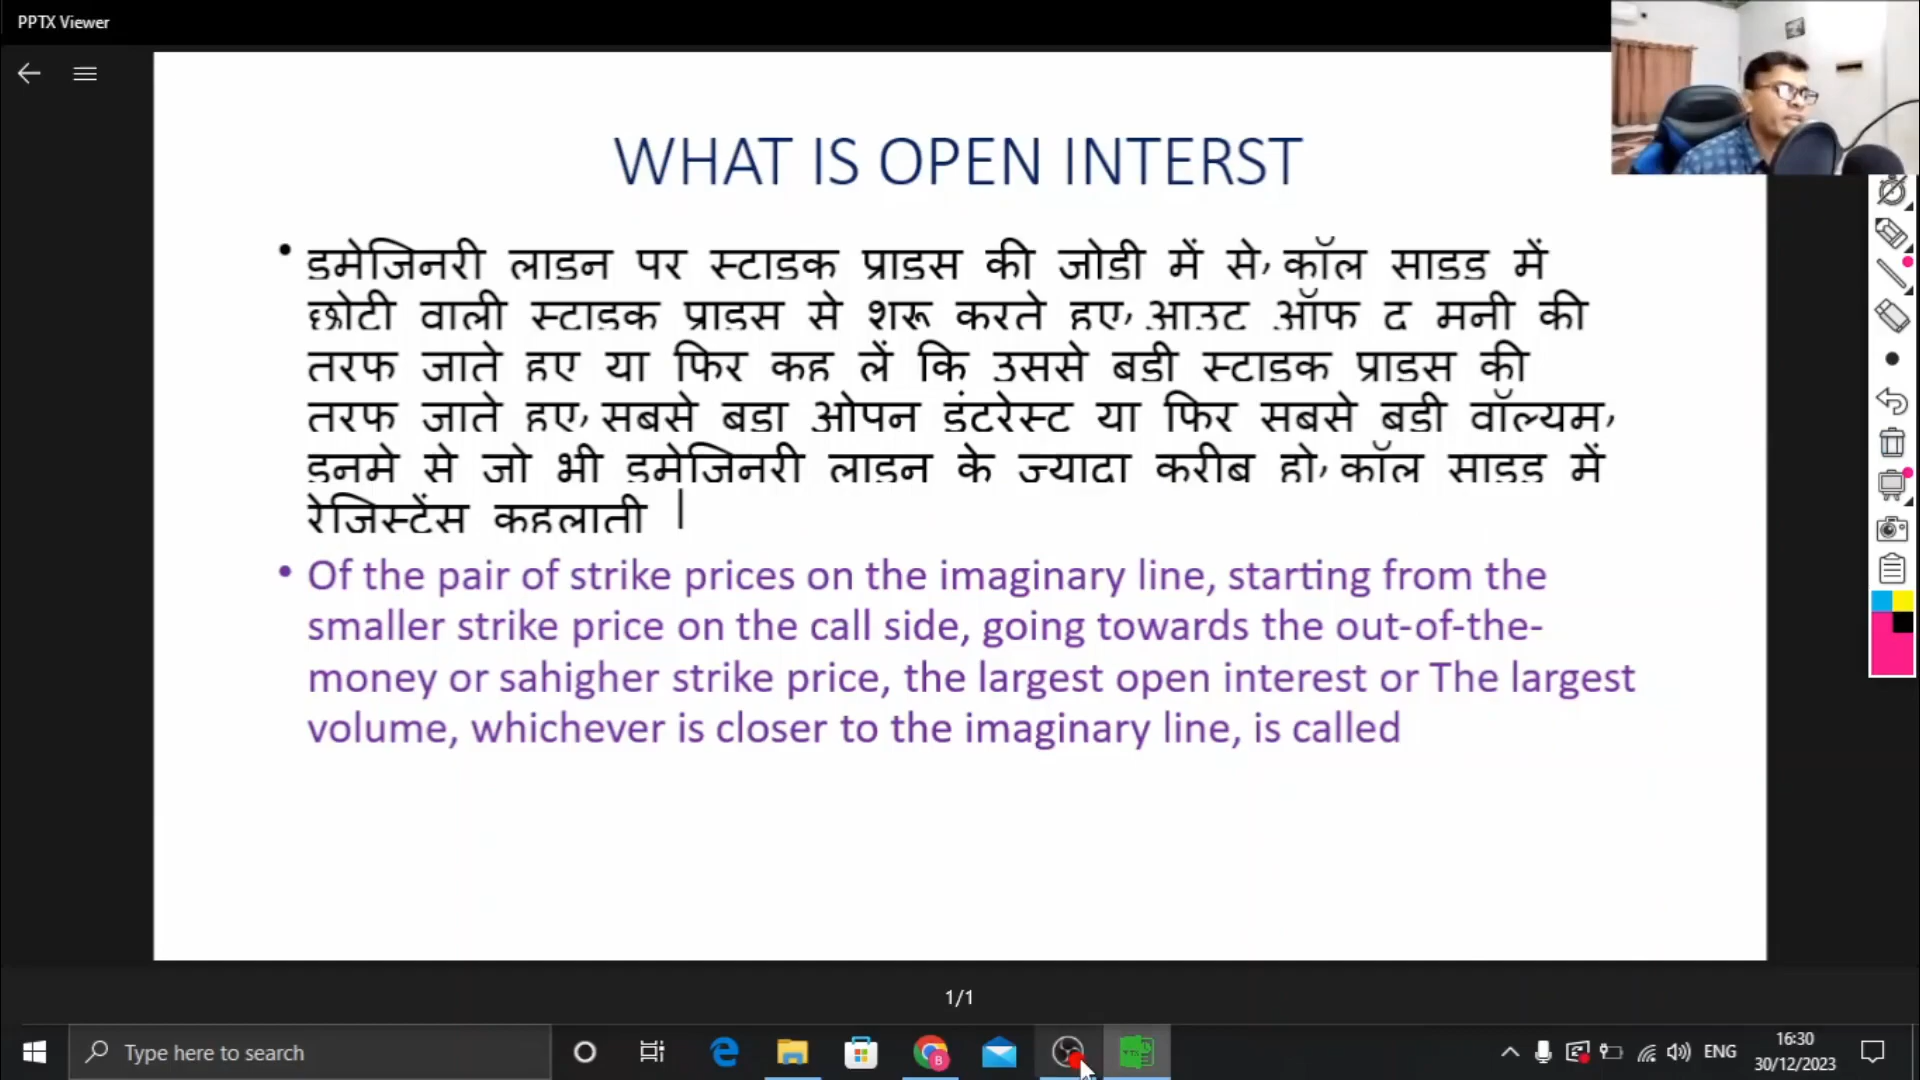 PPTX Viewer
WHAT IS OPEN INTERST
• इमेजिनरी लाइन पर स्टाइक प्राइस की जोड़ी में से, कॉल साइड में
छोटी वाली स्टाइक प्राइस से शुरू करते हुए, आउट ऑफ द मनी की
तरफ जाते हुए या फिर कह लें कि उससे बड़ी स्टाइक प्राइस की
तरफ जाते हुए, सबसे बड़ा ओपन इंटरेस्ट या फिर सबसे बड़ी वॉल्यूम,
इनमे से जो भी इमेजिनरी लाइन के ज्यादा करीब हो, कॉल साइड में
रेजिस्टेंस कहलाती |
• Of the pair of strike prices on the imaginary line, starting from the
smaller strike price on the call side, going towards the out-of-the-
money or sahigher strike price, the largest open interest or The largest
volume, whichever is closer to the imaginary line, is called
1/1
Type here to search
ENG
16:30
30/12/2023